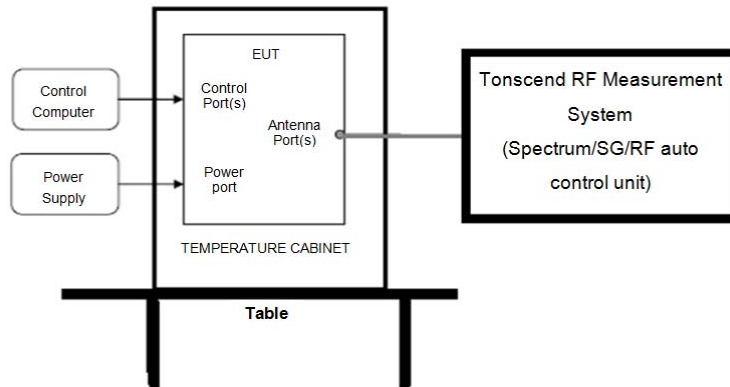 EUT
Control
Computer
Control
Port(s)
Antenna
Port(s)
Power
Supply
Power
port
TEMPERATURE CABINET
Table
Tonscend RF Measurement
System
(Spectrum/SG/RF auto
control unit)